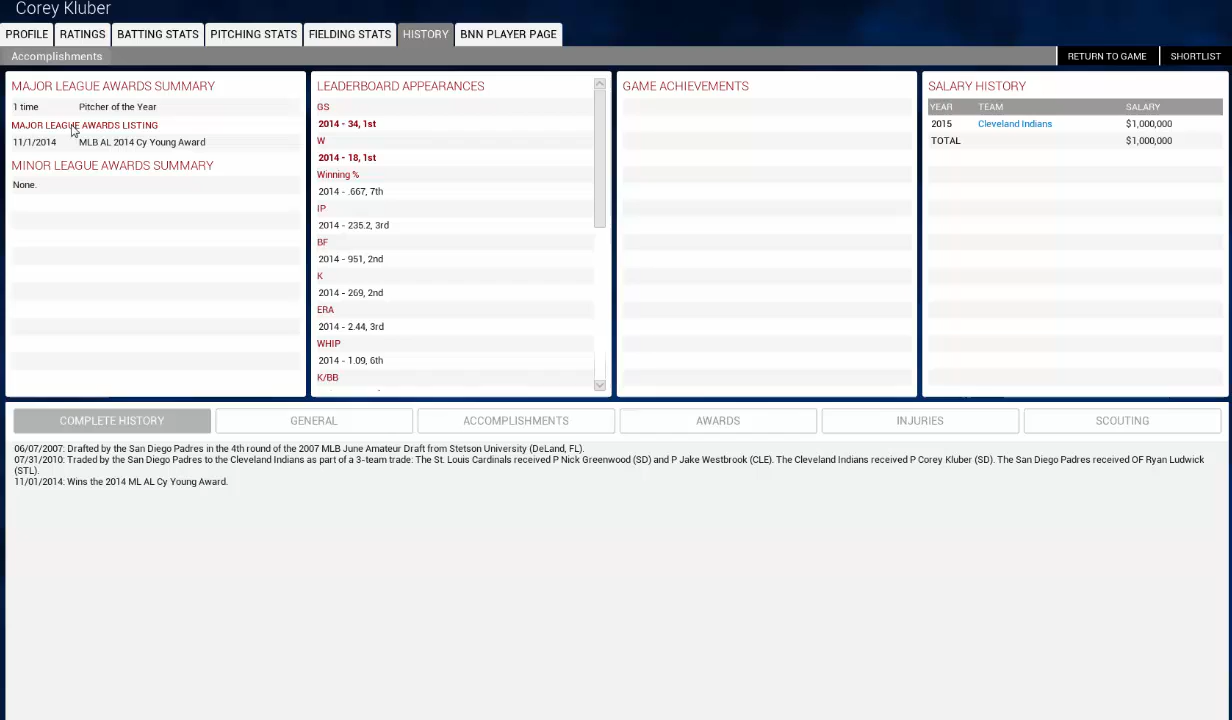 Corey Kluber
PROFILE
RATINGS
BATTING STATS
PITCHING STATS
FIELDING STATS
HISTORY
BNN PLAYER PAGE
Accomplishments
RETURN TO GAME
SHORTLIST
MAJOR LEAGUE AWARDS SUMMARY
1 time Pitcher of the Year
MAJOR LEAGUE AWARDS LISTING
11/1/2014 MLB AL 2014 Cy Young Award
MINOR LEAGUE AWARDS SUMMARY
None.
LEADERBOARD APPEARANCES
GS
2014 - 34, 1st
W
2014 - 18, 1st
Winning %
2014 - .667, 7th
IP
2014 - 235.2, 3rd
BF
2014 - 951, 2nd
K
2014 - 269, 2nd
ERA
2014 - 2.44, 3rd
WHIP
2014 - 1.09, 6th
K/BB
GAME ACHIEVEMENTS
SALARY HISTORY
YEAR TEAM SALARY
2015 Cleveland Indians $1,000,000
TOTAL $1,000,000
COMPLETE HISTORY
GENERAL
ACCOMPLISHMENTS
AWARDS
INJURIES
SCOUTING
06/07/2007: Drafted by the San Diego Padres in the 4th round of the 2007 MLB June Amateur Draft from Stetson University (DeLand, FL).
07/31/2010: Traded by the San Diego Padres to the Cleveland Indians as part of a 3-team trade: The St. Louis Cardinals received P Nick Greenwood (SD) and P Jake Westbrook (CLE). The Cleveland Indians received P Corey Kluber (SD). The San Diego Padres received OF Ryan Ludwick
(STL).
11/01/2014: Wins the 2014 ML AL Cy Young Award.